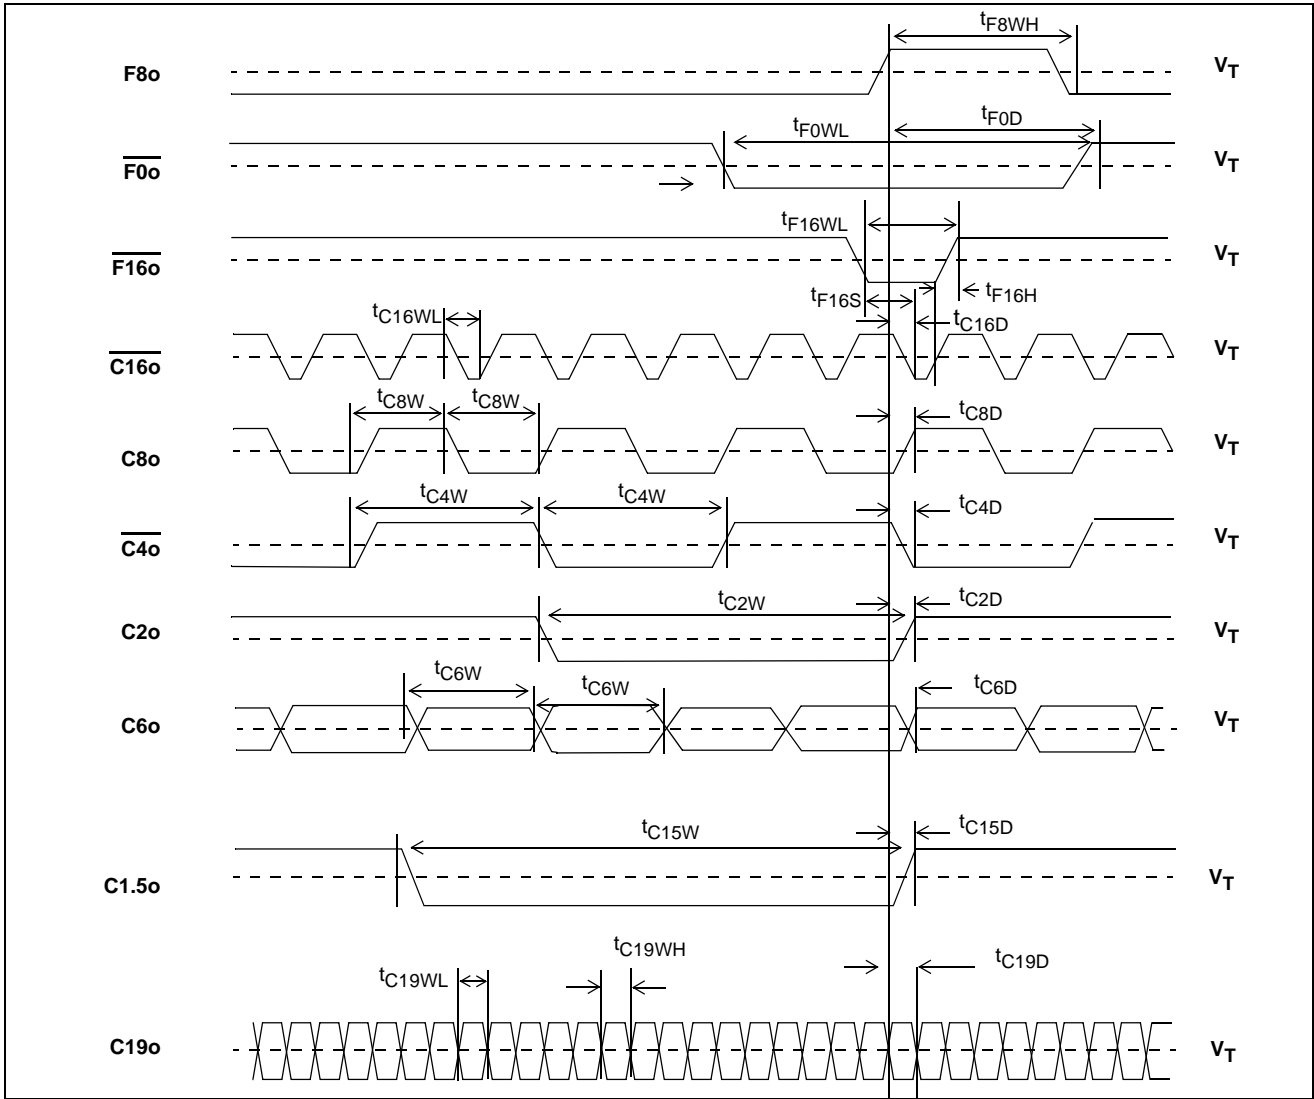 tF8WH
F8o
VT
tF0WL
tF0D
F0o
VT
tF16WL
F16o
VT
tF16S
tF16H
tC16WL
tC16D
C16o
VT
tC8W
tC8W
tC8D
C8o
VT
tC4W
tC4W
tC4D
C4o
VT
tC2W
tC2D
C2o
VT
tC6W
tC6W
tC6D
C6o
VT
tC15W
tC15D
C1.5o
VT
tC19WH
tC19D
tC19WL
C19o
VT